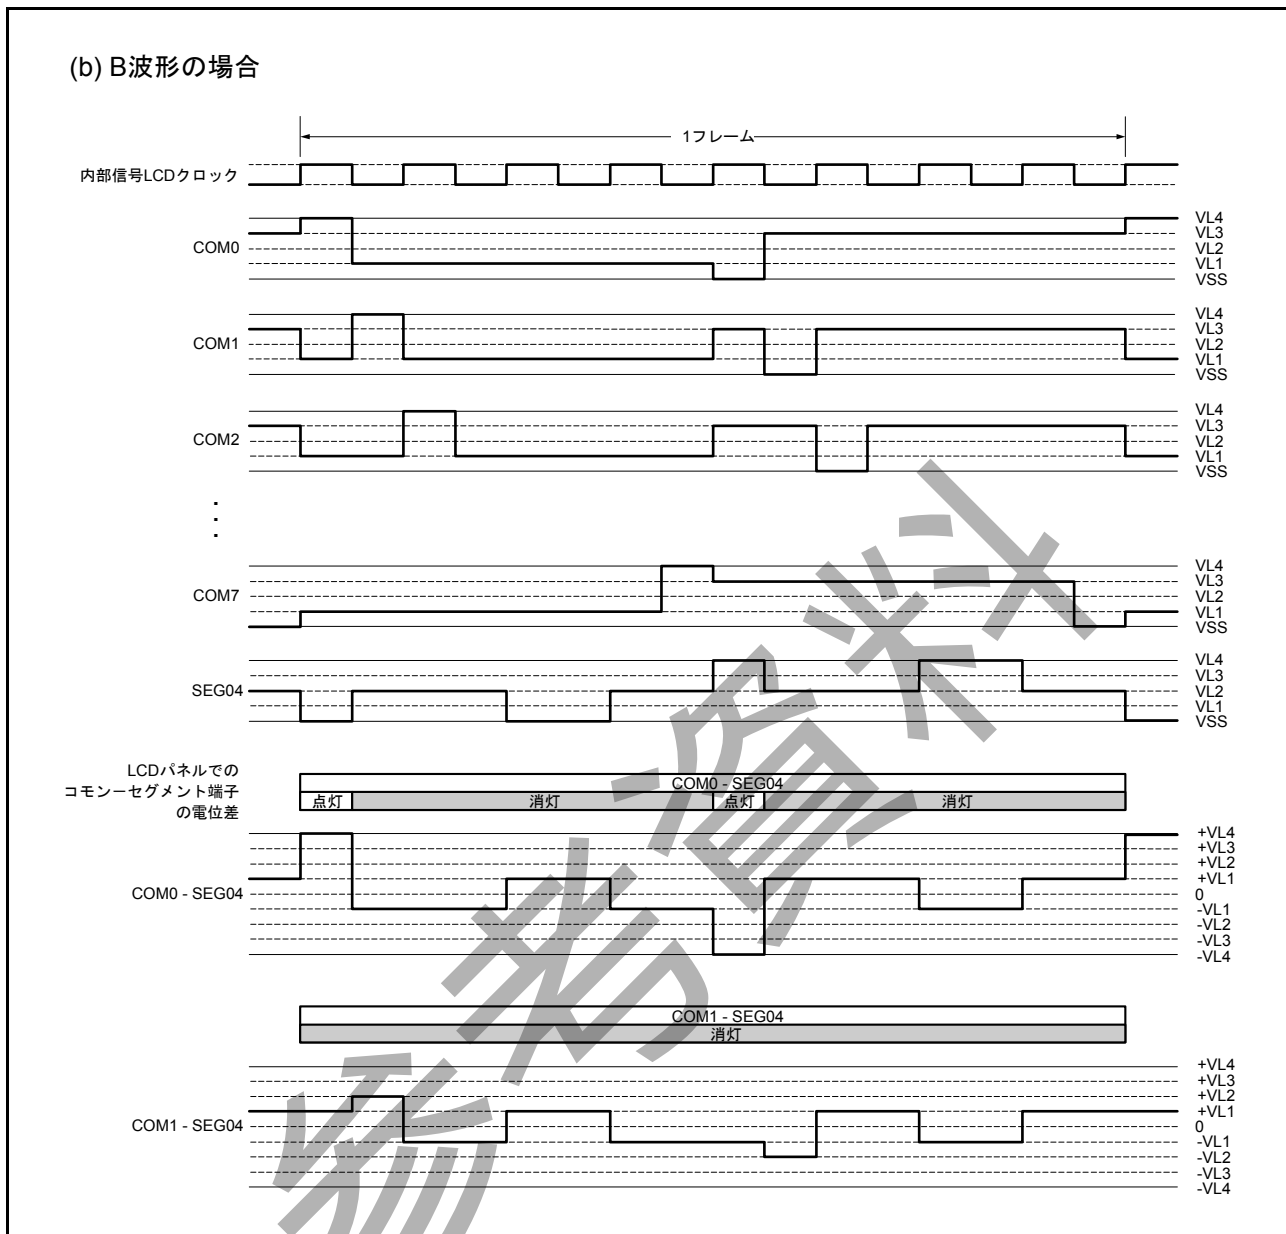 (b) B波形の場合
1フレーム
内部信号LCDクロック
COM0
VL4
VL3
VL2
VL1
VSS
COM1
VL4
VL3
VL2
VL1
VSS
COM2
VL4
VL3
VL2
VL1
VSS
COM7
VL4
VL3
VL2
VL1
VSS
SEG04
VL4
VL3
VL2
VL1
VSS
LCDパネルでの
コモンーセグメント端子
の電位差
COM0 - SEG04
点灯 消灯 点灯 消灯
COM0 - SEG04
+VL4
+VL3
+VL2
+VL1
0
-VL1
-VL2
-VL3
-VL4
COM1 - SEG04
消灯
COM1 - SEG04
+VL4
+VL3
+VL2
+VL1
0
-VL1
-VL2
-VL3
-VL4
参考資料